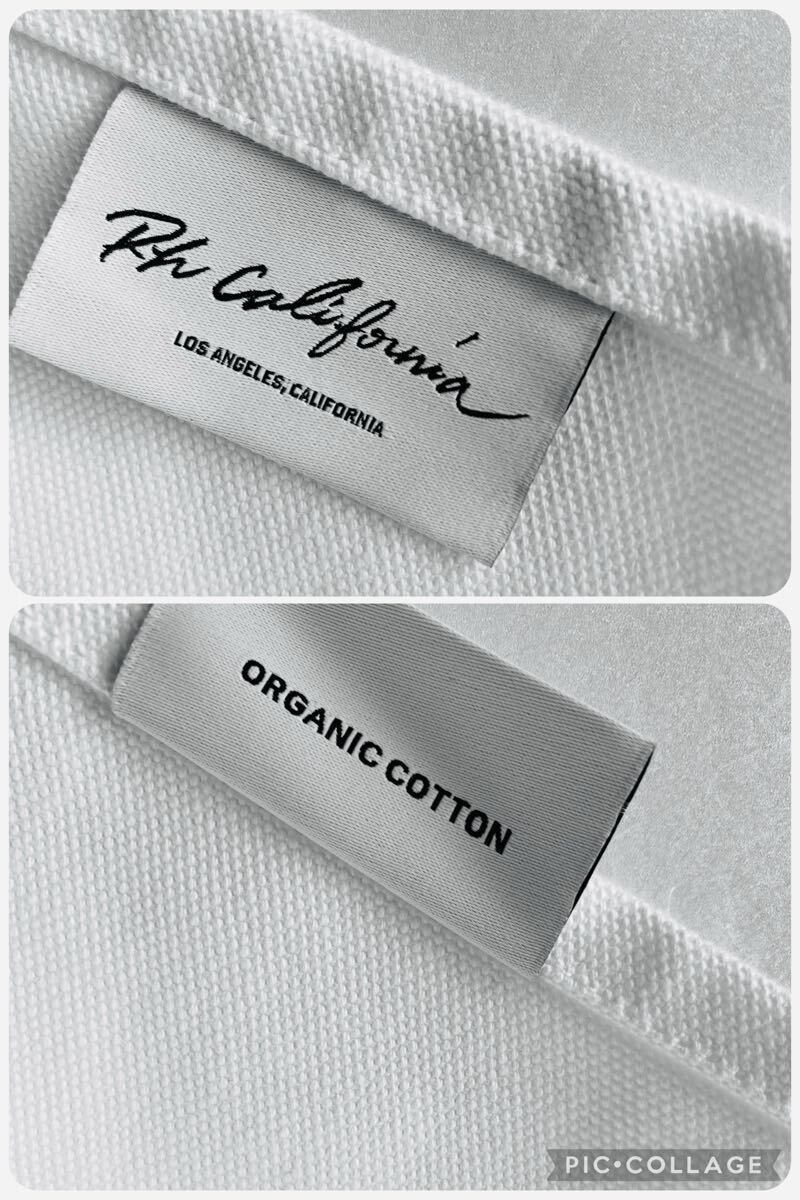 Rh California
LOS ANGELES, CALIFORNIA
ORGANIC COTTON
PIC•COLLAGE